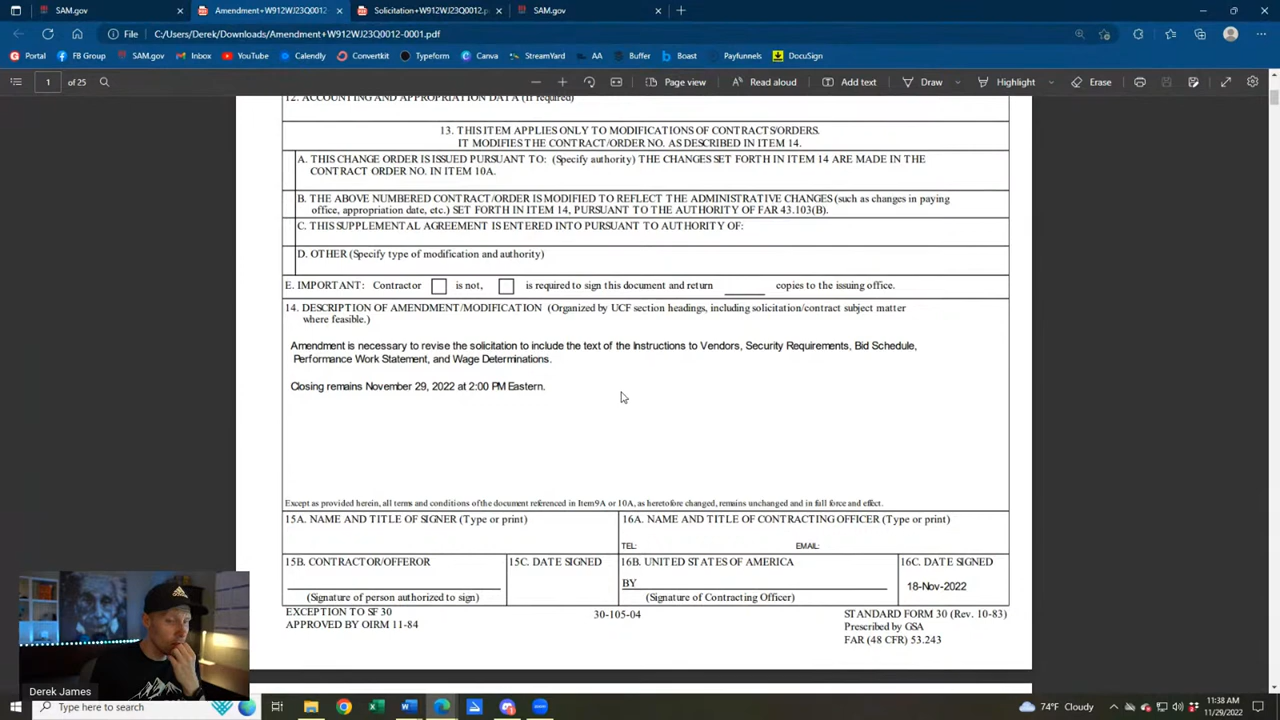 SAM.gov
Amendment+W912WJ23Q0012-
Solicitation+W912WJ23Q0012.p
SAM.gov
File
C:/Users/Derek/Downloads/Amendment+W912WJ23Q0012-0001.pdf
Portal
FB Group
SAM.gov
Inbox
YouTube
Calendly
Convertkit
Typeform
Canva
StreamYard
AA
Buffer
Boast
Payfunnels
DocuSign
1 of 25
Page view
Read aloud
Add text
Draw
Highlight
Erase
12. ACCOUNTING AND APPROPRIATION DATA (If required)
13. THIS ITEM APPLIES ONLY TO MODIFICATIONS OF CONTRACTS/ORDERS.
IT MODIFIES THE CONTRACT/ORDER NO. AS DESCRIBED IN ITEM 14.
A. THIS CHANGE ORDER IS ISSUED PURSUANT TO: (Specify authority) THE CHANGES SET FORTH IN ITEM 14 ARE MADE IN THE
CONTRACT ORDER NO. IN ITEM 10A.
B. THE ABOVE NUMBERED CONTRACT/ORDER IS MODIFIED TO REFLECT THE ADMINISTRATIVE CHANGES (such as changes in paying
office, appropriation date, etc.) SET FORTH IN ITEM 14, PURSUANT TO THE AUTHORITY OF FAR 43.103(B).
C. THIS SUPPLEMENTAL AGREEMENT IS ENTERED INTO PURSUANT TO AUTHORITY OF:
D. OTHER (Specify type of modification and authority)
E. IMPORTANT: Contractor is not, is required to sign this document and return copies to the issuing office.
14. DESCRIPTION OF AMENDMENT/MODIFICATION (Organized by UCF section headings, including solicitation/contract subject matter
where feasible.)
Amendment is necessary to revise the solicitation to include the text of the Instructions to Vendors, Security Requirements, Bid Schedule,
Performance Work Statement, and Wage Determinations.
Closing remains November 29, 2022 at 2:00 PM Eastern.
Except as provided herein, all terms and conditions of the document referenced in Item 9A or 10A, as heretofore changed, remains unchanged and in full force and effect.
15A. NAME AND TITLE OF SIGNER (Type or print)
16A. NAME AND TITLE OF CONTRACTING OFFICER (Type or print)
TEL: EMAIL:
15B. CONTRACTOR/OFFEROR
15C. DATE SIGNED
16B. UNITED STATES OF AMERICA
16C. DATE SIGNED
BY
18-Nov-2022
(Signature of person authorized to sign)
(Signature of Contracting Officer)
EXCEPTION TO SF 30
APPROVED BY OIRM 11-84
30-105-04
STANDARD FORM 30 (Rev. 10-83)
Prescribed by GSA
FAR (48 CFR) 53.243
Derek James
Type here to search
74°F Cloudy
11:38 AM
11/29/2022